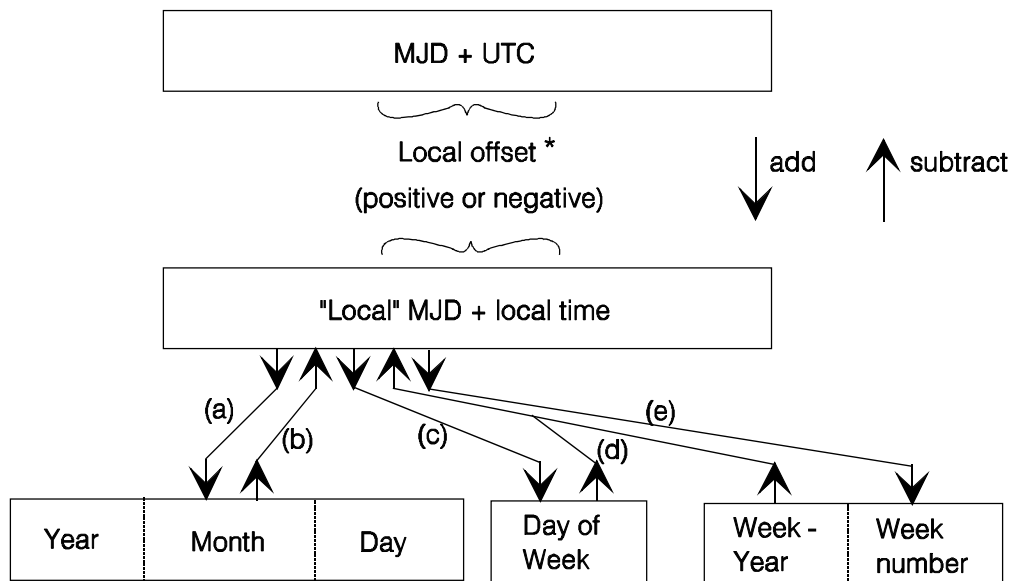 MJD + UTC
Local offset *
(positive or negative)
add
subtract
"Local" MJD + local time
(a)
(b)
(c)
(d)
(e)
Year
Month
Day
Day of
Week
Week -
Year
Week
number